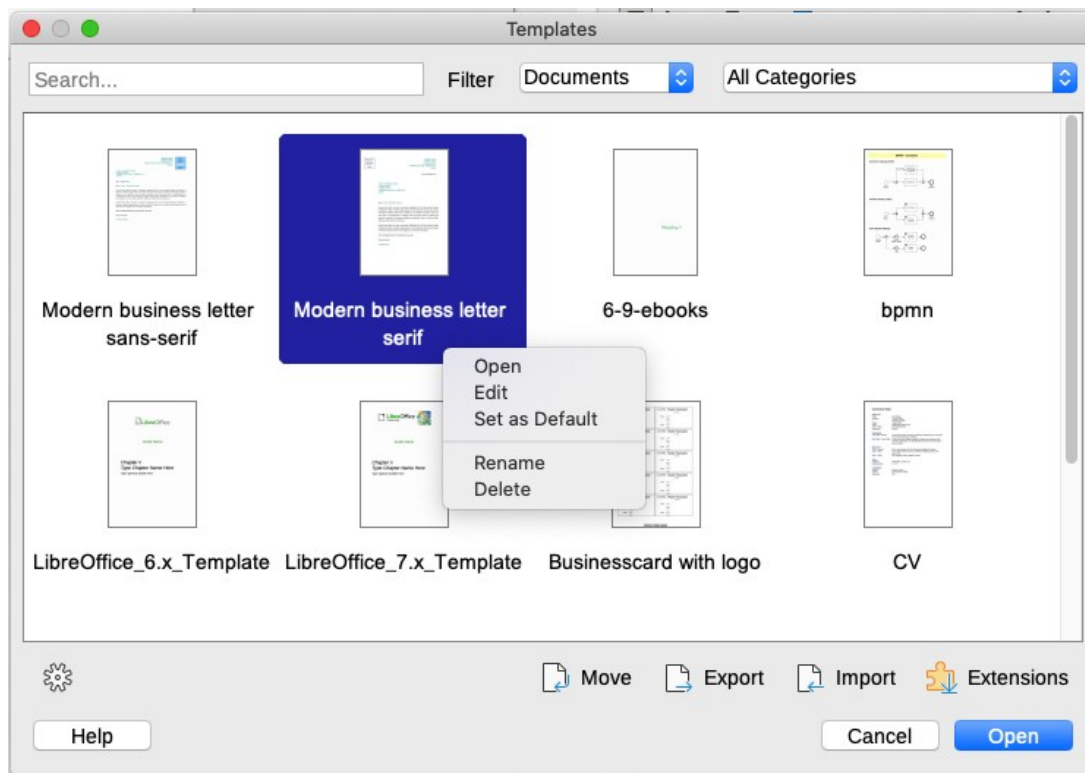 Templates
Search...
Filter
Documents
All Categories
Modern business letter
sans-serif
Modern business letter
serif
6-9-ebooks
bpmn
Open
Edit
Set as Default
Rename
Delete
LibreOffice_6.x_Template
LibreOffice_7.x_Template
Businesscard with logo
CV
Move
Export
Import
Extensions
Help
Cancel
Open